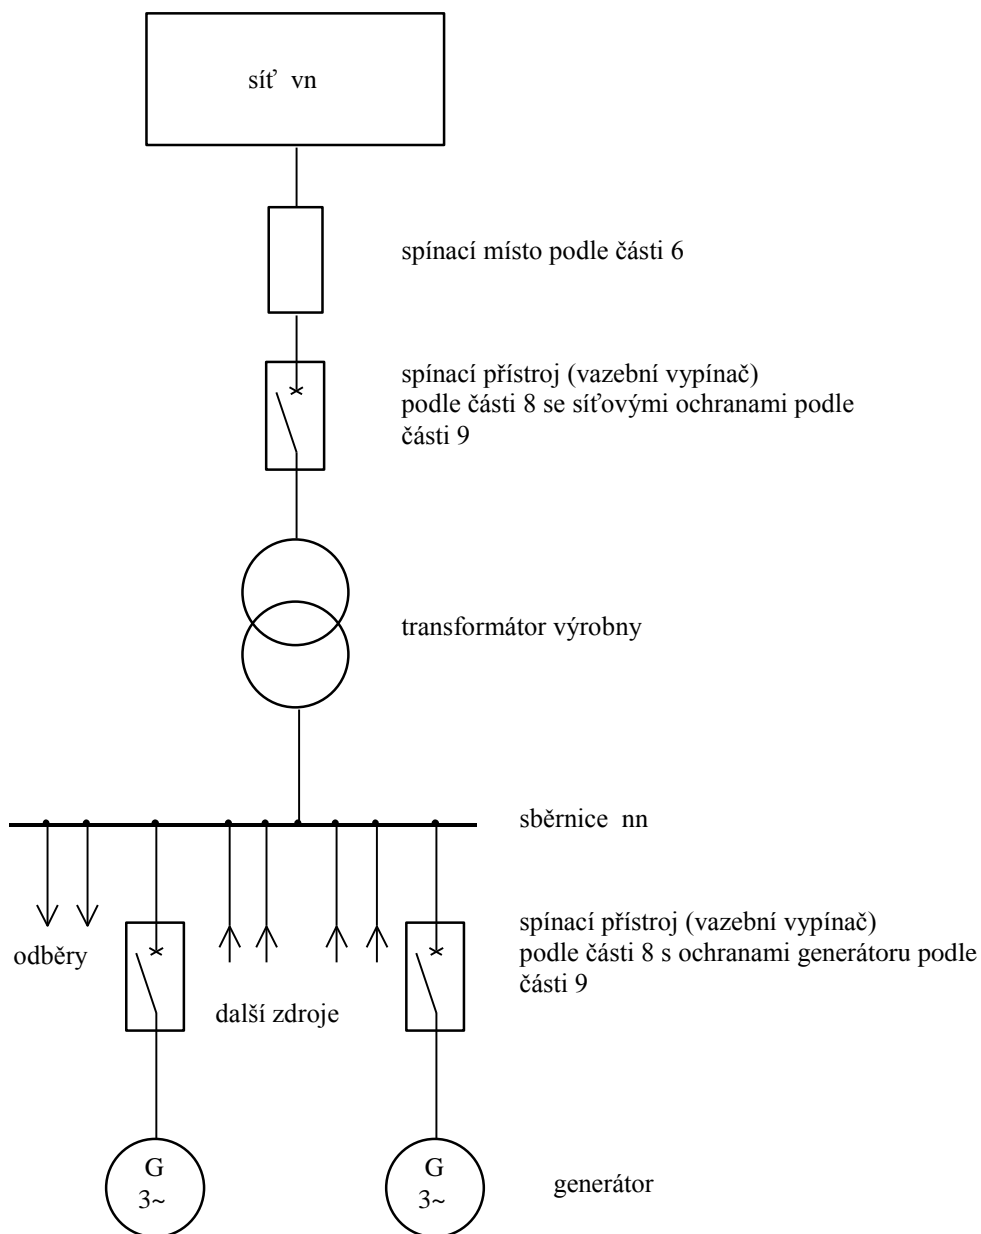 síť vn
spínací místo podle části 6
spínací přístroj (vazební vypínač)
podle části 8 se síťovými ochranami podle
části 9
transformátor výrobny
sběrnice nn
spínací přístroj (vazební vypínač)
podle části 8 s ochranami generátoru podle
části 9
odběry
další zdroje
G
3~
G
3~
generátor